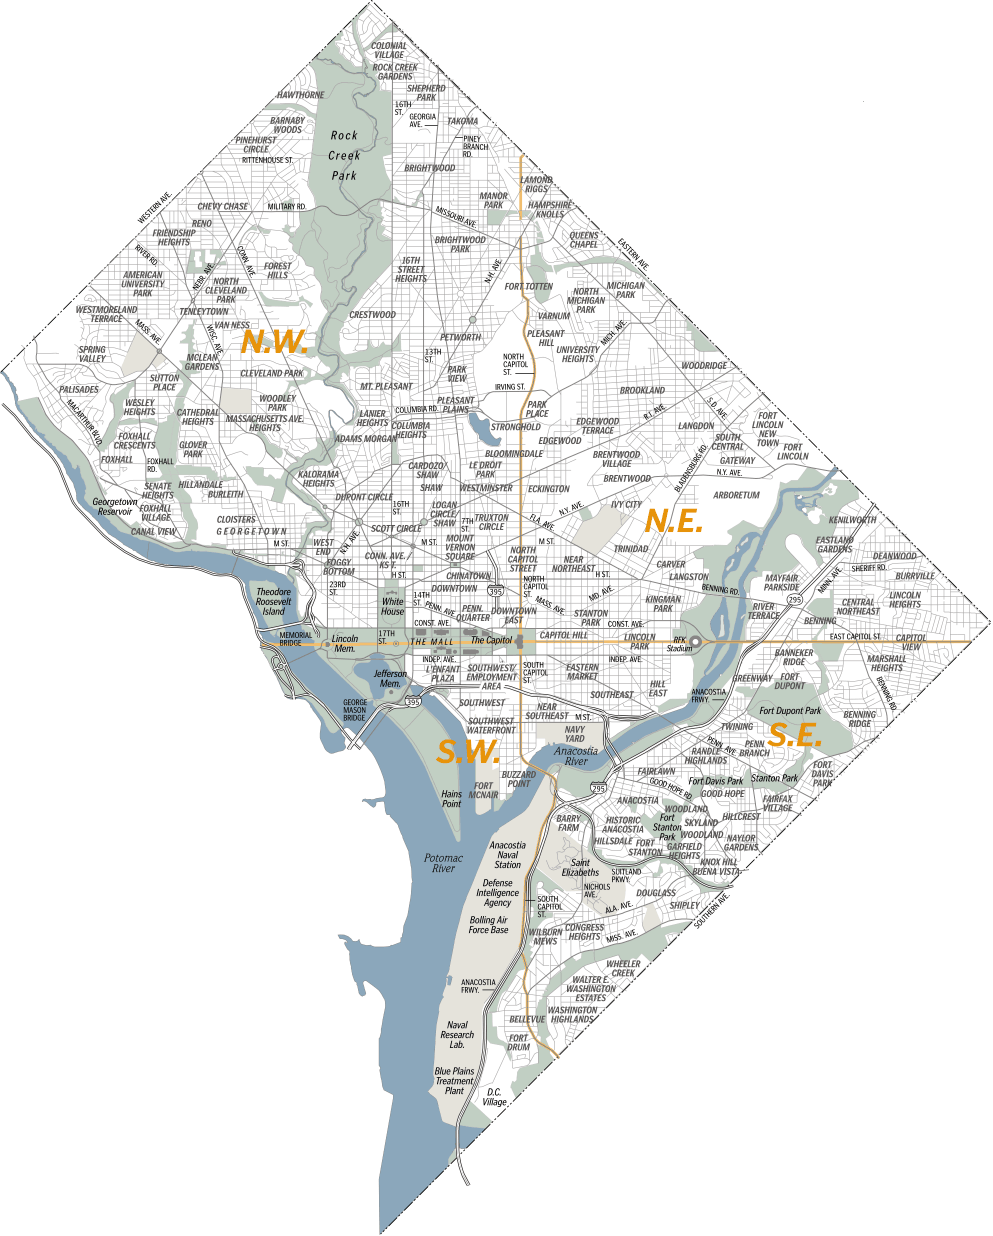 COLONIAL
VILLAGE
ROCK CREEK
GARDENS
SHEPHERD
PARK
HAWTHORNE
16TH
ST.
GEORGIA
AVE.
TAKOMA
BARNABY
WOODS
Rock
Creek
Park
PINEY
BRANCH
RD.
PINEHURST
CIRCLE
RITTENHOUSE ST.
BRIGHTWOOD
LAMOND
RIGGS
WESTERN AVE.
CHEVY CHASE
MILITARY RD.
MISSOURI AVE.
MANOR
PARK
HAMPSHIRE
KNOLLS
RENO
FRIENDSHIP
HEIGHTS
BRIGHTWOOD
PARK
QUEENS
CHAPEL
EASTERN AVE.
RIVER RD.
NEBR. AVE.
CONN. AVE.
FOREST
HILLS
16TH
STREET
HEIGHTS
N.H. AVE.
AMERICAN
UNIVERSITY
PARK
NORTH
CLEVELAND
PARK
FORT TOTTEN
NORTH
MICHIGAN
PARK
MICHIGAN
PARK
WESTMORELAND
TERRACE
TENLEYTOWN
CRESTWOOD
VARNUM
MASS. AVE.
WISC. AVE.
VAN NESS
N.W.
PETWORTH
PLEASANT
HILL
MICH. AVE.
SPRING
VALLEY
MCLEAN
GARDENS
13TH
ST.
NORTH
CAPITOL
ST.
UNIVERSITY
HEIGHTS
WOODRIDGE
SUTTON
PLACE
CLEVELAND PARK
PARK
VIEW
PALISADES
MT. PLEASANT
IRVING ST.
BROOKLAND
MACARTHUR BLVD.
WESLEY
HEIGHTS
CATHEDRAL
HEIGHTS
WOODLEY
PARK
MASSACHUSETTS AVE.
HEIGHTS
LANIER
HEIGHTS
COLUMBIA RD.
PLEASANT
PLAINS
PARK
PLACE
R.I. AVE.
S.D. AVE.
FORT
LINCOLN
NEW
TOWN
COLUMBIA
HEIGHTS
STRONGHOLD
EDGEWOOD
TERRACE
LANGDON
FOXHALL
CRESCENTS
ADAMS MORGAN
EDGEWOOD
SOUTH
CENTRAL
GLOVER
PARK
FOXHALL
FOXHALL
RD.
BLOOMINGDALE
BRENTWOOD
VILLAGE
BLADENSBURG RD.
GATEWAY
FORT
LINCOLN
KALORAMA
HEIGHTS
CARDOZO/
SHAW
LE DROIT
PARK
BRENTWOOD
N.Y. AVE.
SENATE
HEIGHTS
HILLANDALE
BURLEITH
DUPONT CIRCLE
SHAW
WESTMINSTER
ECKINGTON
ARBORETUM
Georgetown
Reservoir
FOXHALL
VILLAGE
16TH
ST.
LOGAN
CIRCLE/
SHAW
7TH
ST.
TRUXTON
CIRCLE
FLA. AVE.
N.Y. AVE.
IVY CITY
N.E.
KENILWORTH
CANAL VIEW
CLOISTERS
GEORGETOWN
M ST.
WEST
END
N.H. AVE.
SCOTT CIRCLE
M ST.
MOUNT
VERNON
SQUARE
M ST.
TRINIDAD
EASTLAND
GARDENS
CONN. AVE./
KS T.
NORTH
CAPITOL
STREET
NEAR
NORTHEAST
CARVER
DEANWOOD
FOGGY
BOTTOM
H ST.
CHINATOWN
H ST.
LANGSTON
MINN. AVE.
SHERIFF RD.
BURRVILLE
Theodore
Roosevelt
Island
23RD
ST.
White
House
14TH
ST.
DOWNTOWN
395
NORTH
CAPITOL
ST.
MD. AVE.
BENNING RD.
MAYFAIR
PARKSIDE
295
LINCOLN
HEIGHTS
PENN. AVE.
PENN.
QUARTER
MASS. AVE.
KINGMAN
PARK
RIVER
TERRACE
CENTRAL
NORTHEAST
CONST. AVE.
DOWNTOWN
EAST
STANTON
PARK
CONST. AVE.
BENNING
MEMORIAL
BRIDGE
Lincoln
Mem.
17TH
ST.
THE MALL
The Capitol
CAPITOL HILL
LINCOLN
PARK
RFK
Stadium
EAST CAPITOL ST.
CAPITOL
VIEW
INDEP. AVE.
INDEP. AVE.
BANNEKER
RIDGE
MARSHALL
HEIGHTS
Jefferson
Mem.
L'ENFANT
PLAZA
SOUTHWEST/
EMPLOYMENT
AREA
SOUTH
CAPITOL
ST.
EASTERN
MARKET
GREENWAY
FORT
DUPONT
BENNING RD.
GEORGE
MASON
BRIDGE
395
SOUTHWEST
SOUTHEAST
HILL
EAST
ANACOSTIA
FRWY.
Fort Dupont Park
NEAR
SOUTHEAST
M ST.
BENNING
RIDGE
SOUTHWEST
WATERFRONT
NAVY
YARD
TWINING
S.W.
Anacostia
River
PENN. AVE
PENN
BRANCH
S.E.
RANDLE
HIGHLANDS
BUZZARD
POINT
FAIRLAWN
GOOD HOPE RD.
Fort Davis Park
Stanton Park
FORT
DAVIS
PARK
Hains
Point
FORT
MCNAIR
295
GOOD HOPE
ANACOSTIA
WOODLAND
FAIRFAX
VILLAGE
BARRY
FARM
HISTORIC
ANACOSTIA
Fort
Stanton
Park
SKYLAND
HILLCREST
WOODLAND
Potomac
River
Anacostia
Naval
Station
HILLSDALE
FORT
STANTON
GARFIELD
HEIGHTS
NAYLOR
GARDENS
Saint
Elizabeths
SUITLAND
PKWY.
KNOX HILL
BUENA VISTA
Defense
Intelligence
Agency
NICHOLS
AVE.
DOUGLASS
SOUTH
CAPITOL
ST.
ALA. AVE.
SHIPLEY
SOUTHERN AVE.
Bolling Air
Force Base
WILBURN
MEWS
CONGRESS
HEIGHTS
MISS. AVE.
WHEELER
CREEK
ANACOSTIA
FRWY.
WALTER E.
WASHINGTON
ESTATES
BELLEVUE
WASHINGTON
HIGHLANDS
Naval
Research
Lab.
FORT
DRUM
Blue Plains
Treatment
Plant
D.C.
Village